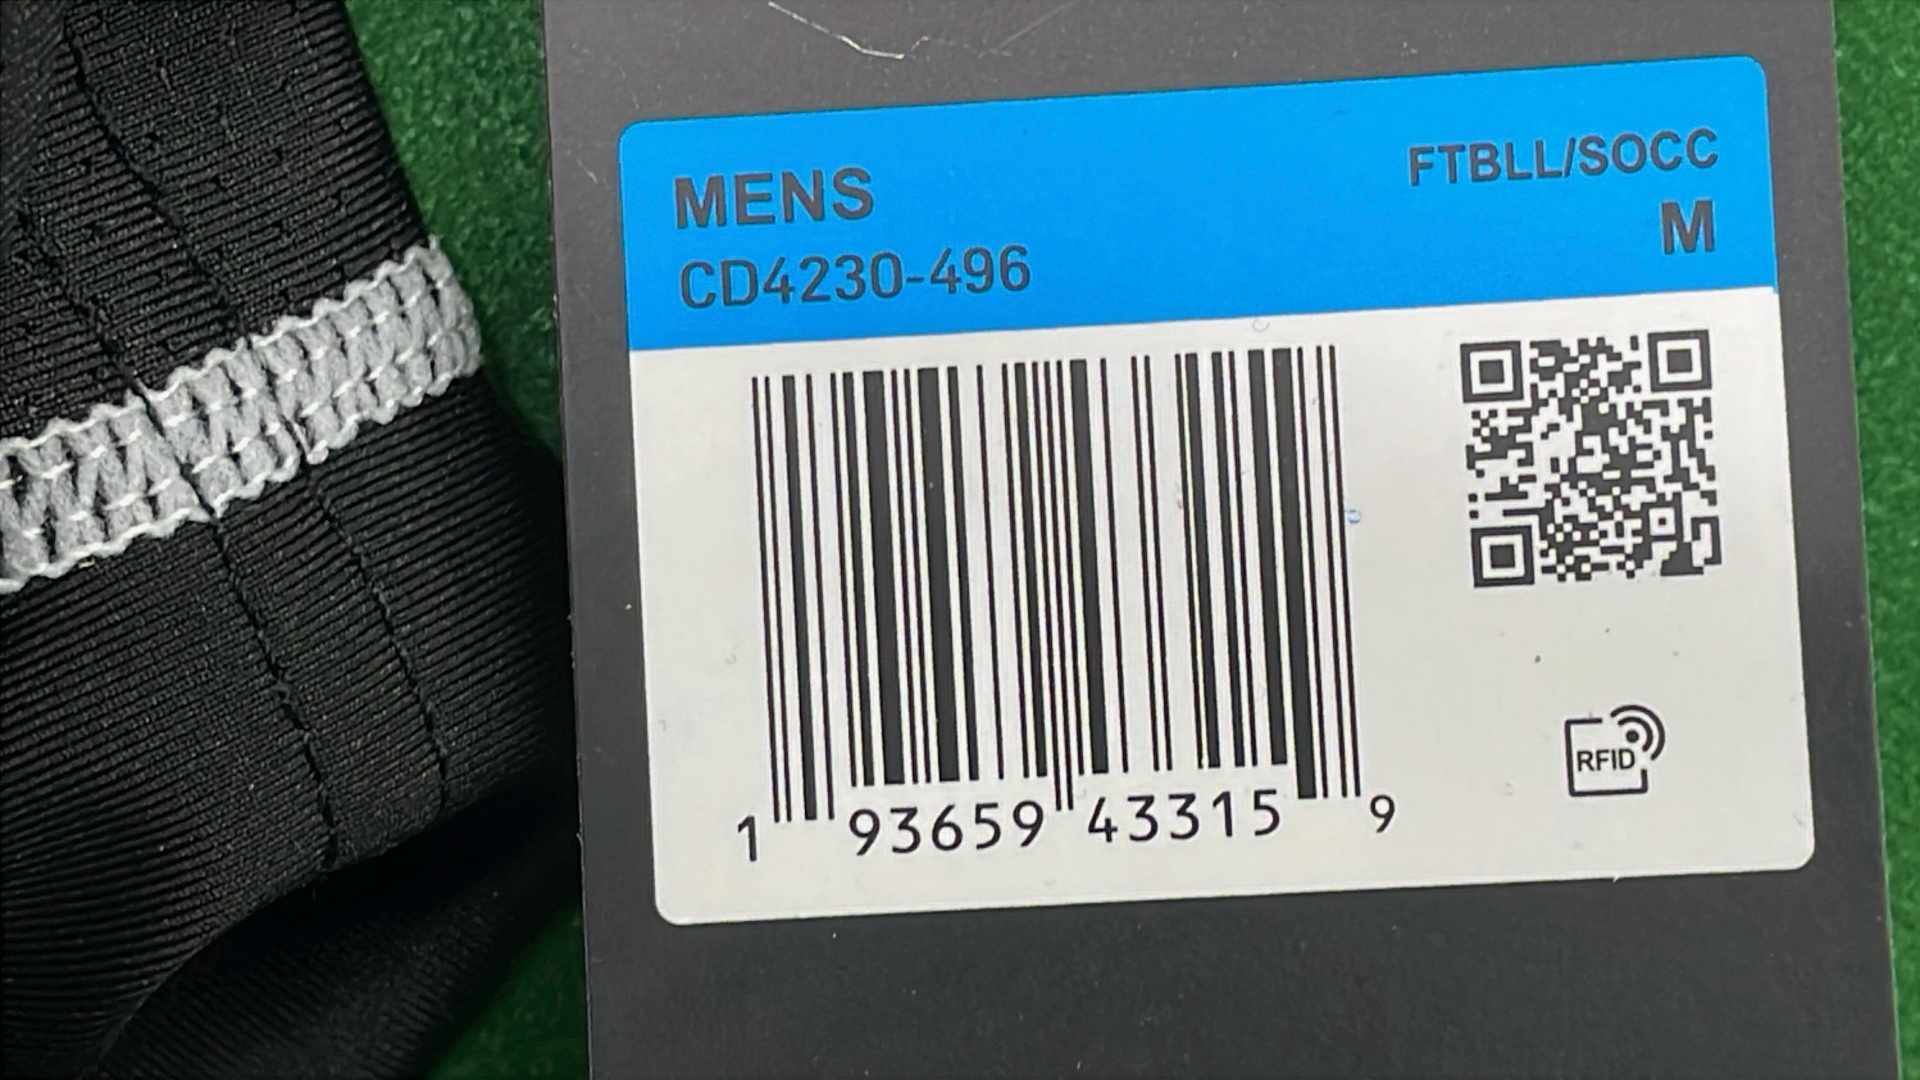 MENS
FTBLL/SOCC
CD4230-496
M
1 93659 43315 9
RFID